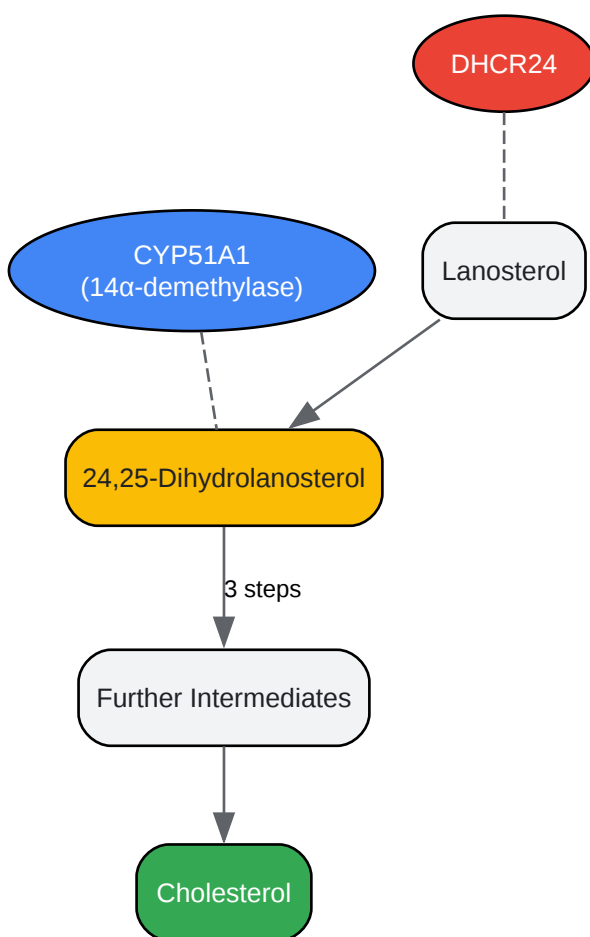 DHCR24
CYP51A1
(14α-demethylase)
Lanosterol
24,25-Dihydrolanosterol
3 steps
Further Intermediates
Cholesterol